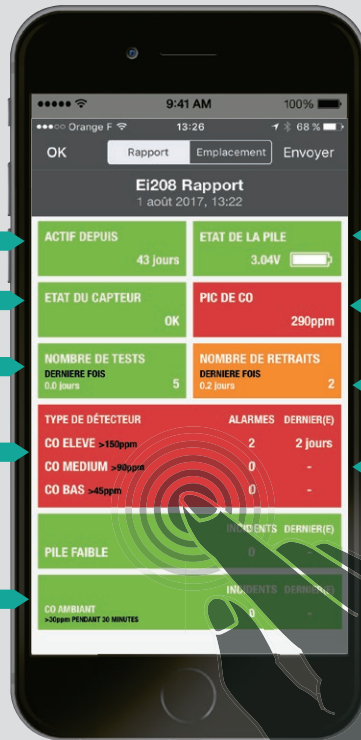 9:41 AM
100%
Orange F
13:26
68 %
OK
Rapport
Emplacement
Envoyer
Ei208 Rapport
1 août 2017, 13:22
ACTIF DEPUIS
43 jours
ETAT DE LA PILE
3.04V
ETAT DU CAPTEUR
OK
PIC DE CO
290ppm
NOMBRE DE TESTS
DERNIERE FOIS
0.0 jours
5
NOMBRE DE RETRAITS
DERNIERE FOIS
0.2 jours
2
TYPE DE DÉTECTEUR ALARMES DERNIER(E)
CO ELEVE >150ppm 2 2 jours
CO MEDIUM >90ppm 0 -
CO BAS >45ppm 0 -
INCIDENTS DERNIER(E)
PILE FAIBLE 0 -
INCIDENTS DERNIER(E)
CO AMBIANT 0 -
>30ppm PENDANT 30 MINUTES